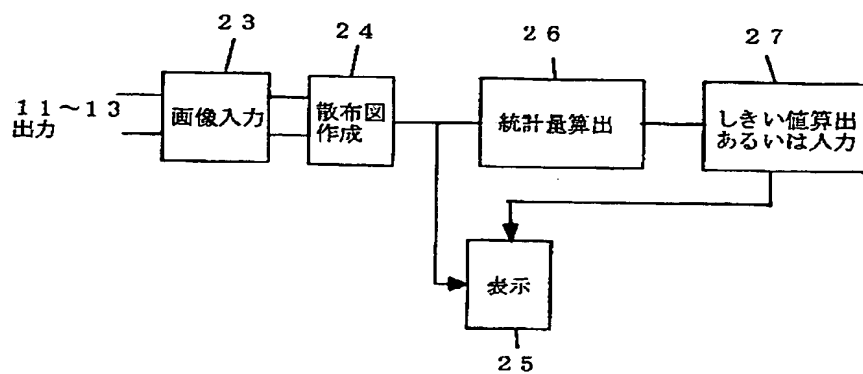 23
24
26
27
11~13
出力
画像入力
散布図
作成
統計量算出
しきい値算出
あるいは入力
表示
25